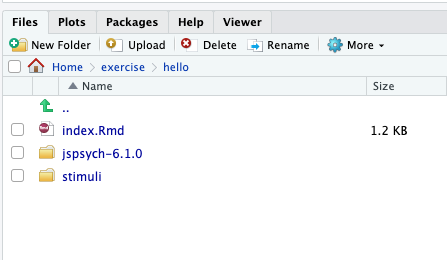 Files Plots Packages Help Viewer
New Folder Upload Delete Rename More
Home exercise hello
Name Size
..
index.Rmd 1.2 KB
jspsych-6.1.0
stimuli